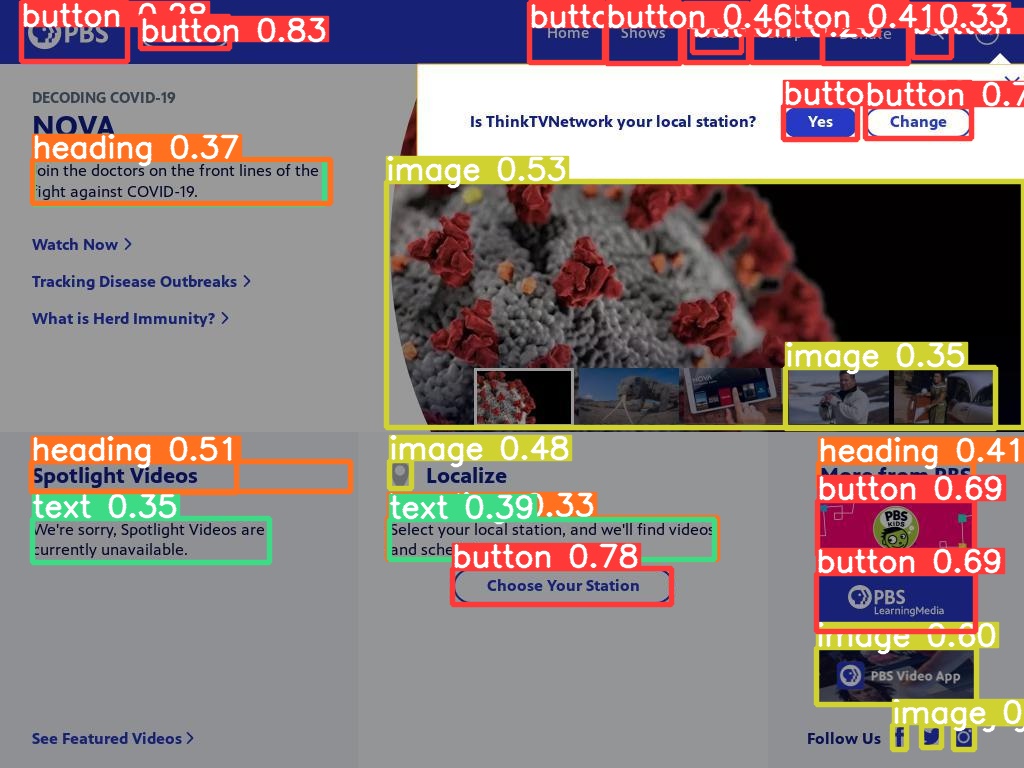 button 0.28
button 0.83
button 0.46
0.41
0.33
PBS
Home
Shows
Donate
DECODING COVID-19
NOVA
heading 0.37
oin the doctors on the front lines of the
ight against COVID-19.
Watch Now
Tracking Disease Outbreaks
What is Herd Immunity?
Is ThinkTVNetwork your local station?
button 0.7
Yes
Change
image 0.53
image 0.35
NOVA
heading 0.51
Spotlight Videos
text 0.35
We're sorry, Spotlight Videos are
currently unavailable.
See Featured Videos
image 0.48
Localize
text 0.39
0.33
Select your local station, and we'll find videos
and sche
button 0.78
Choose Your Station
heading 0.41
More from PBS
button 0.69
PBS
KIDS
button 0.69
PBS
LearningMedia
image 0.60
PBS Video App
image 0
Follow Us